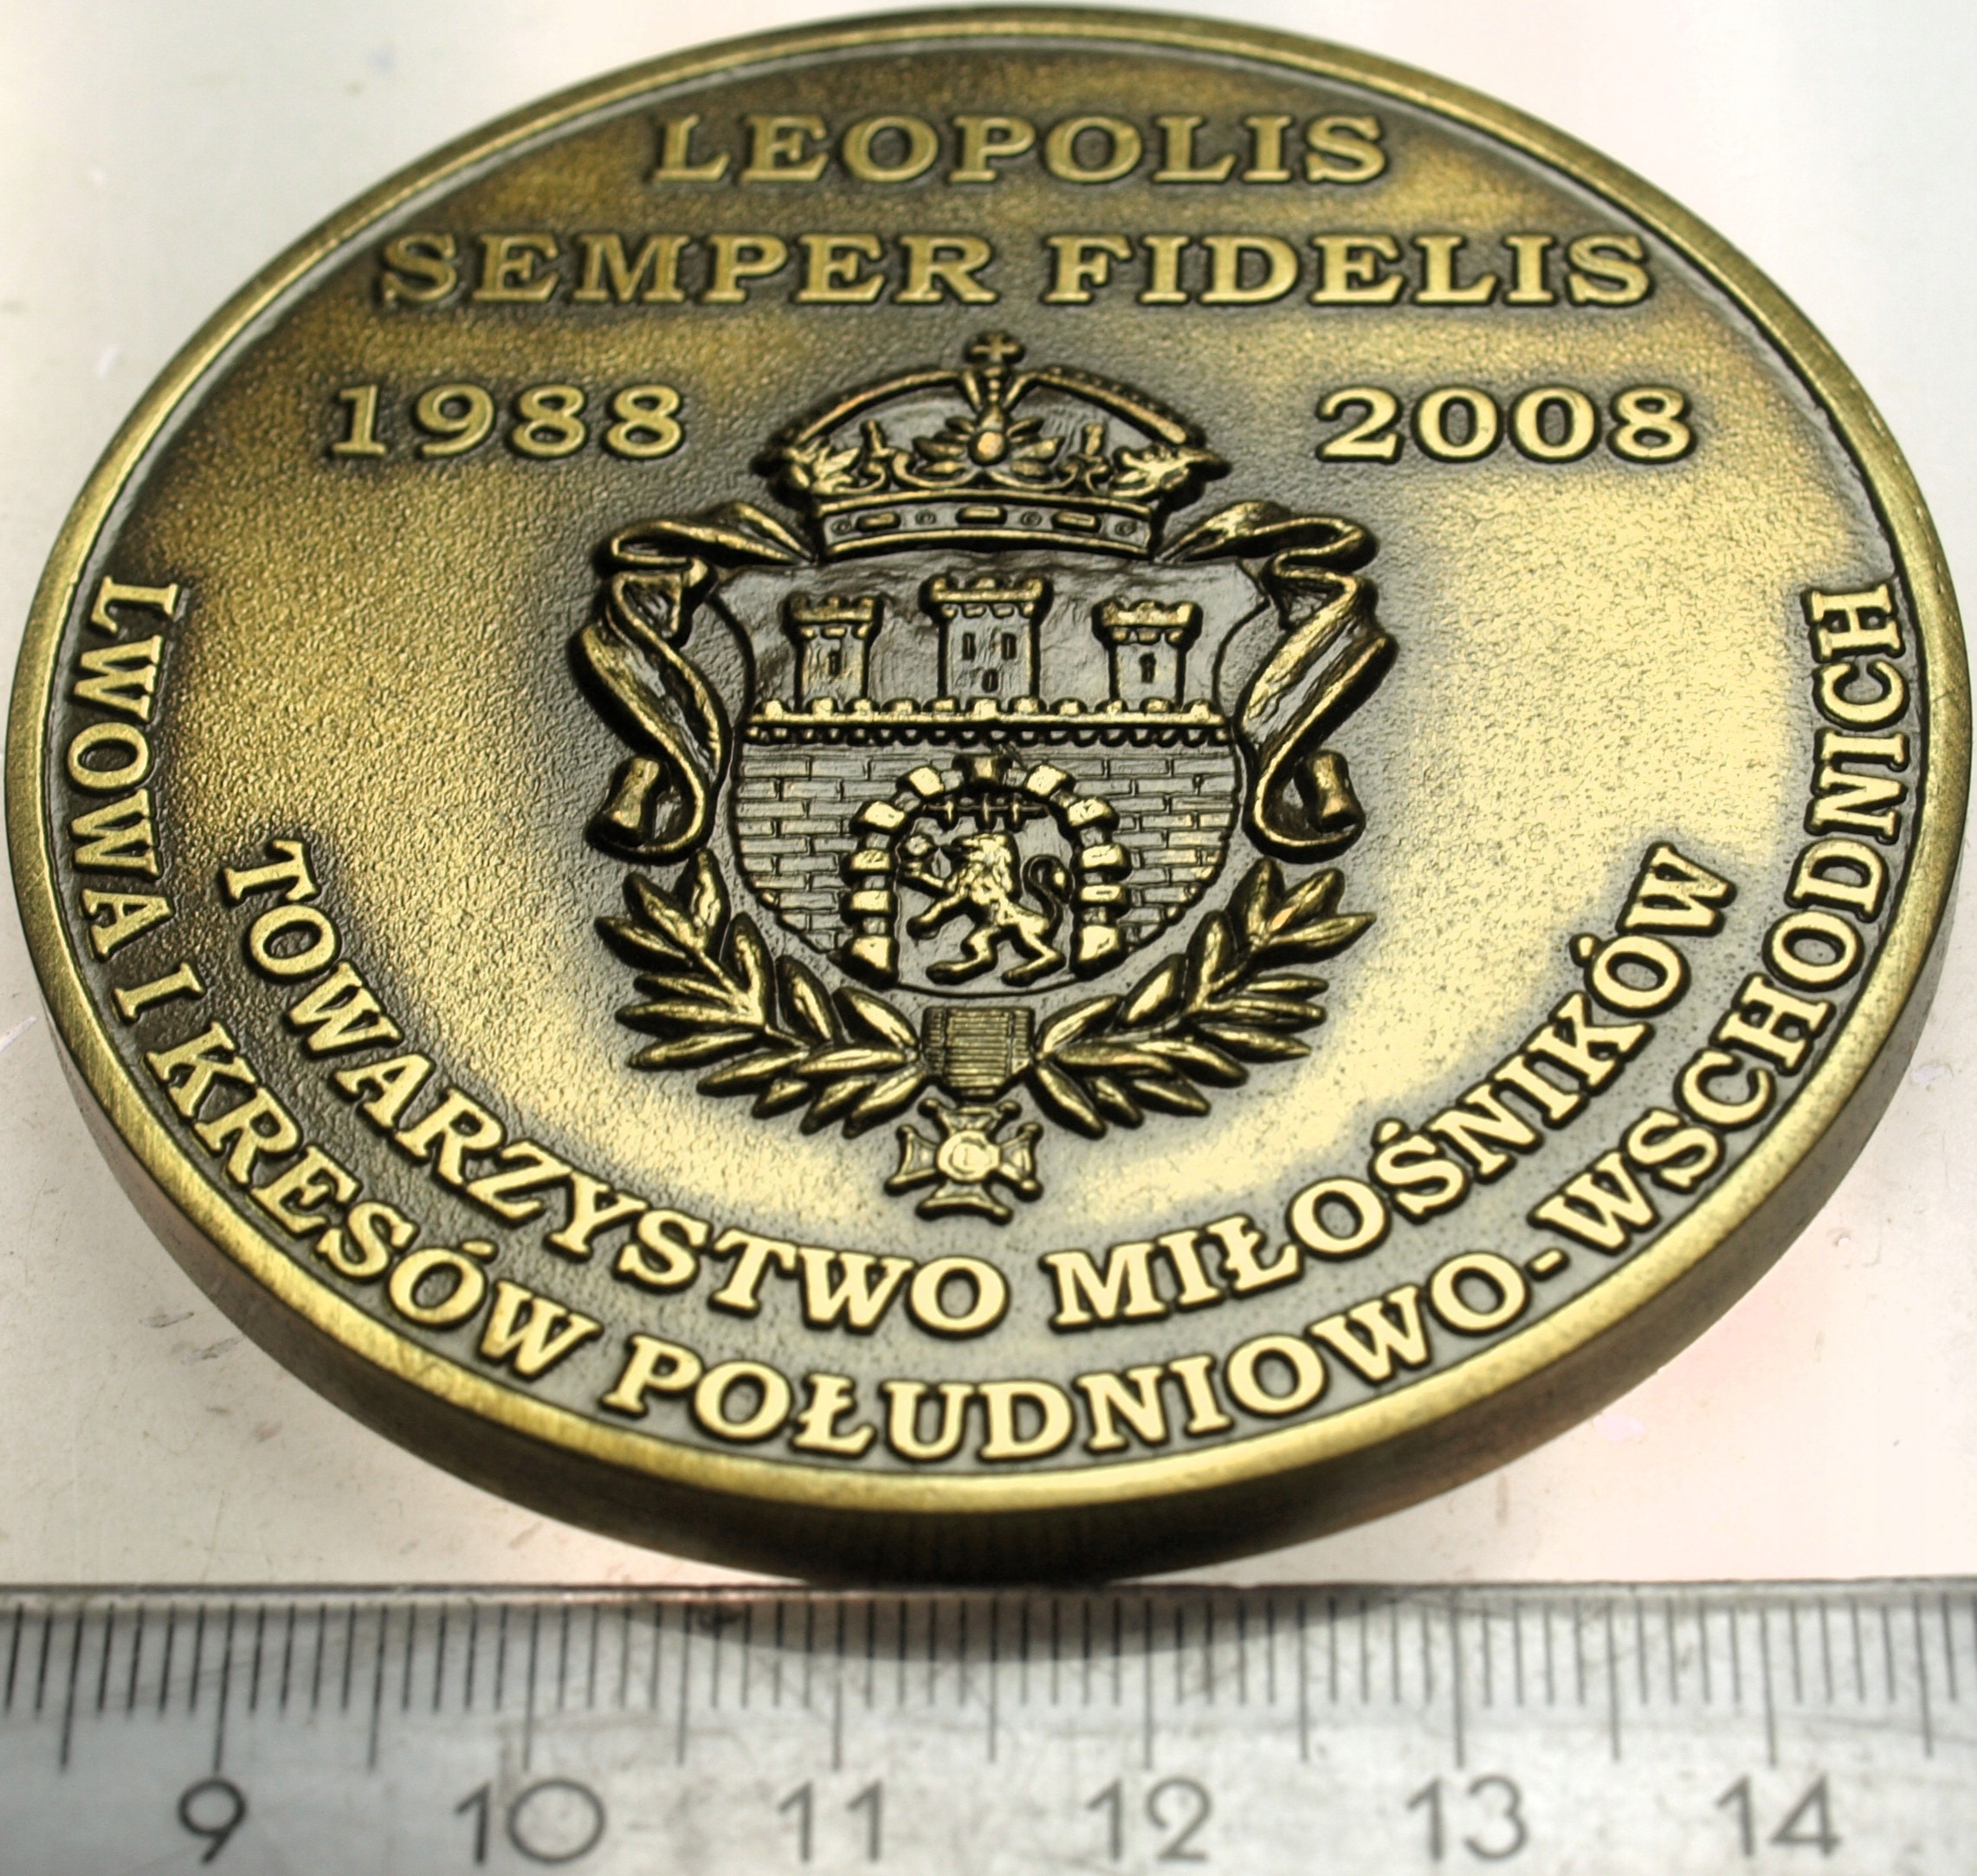 LEOPOLIS
SEMPER FIDELIS
1988 2008
TOWARZYSTWO MIŁOŚNIKÓW
LWOWA I KRESÓW POŁUDNIOWO-WSCHODNICH
9 10 11 12 13 14